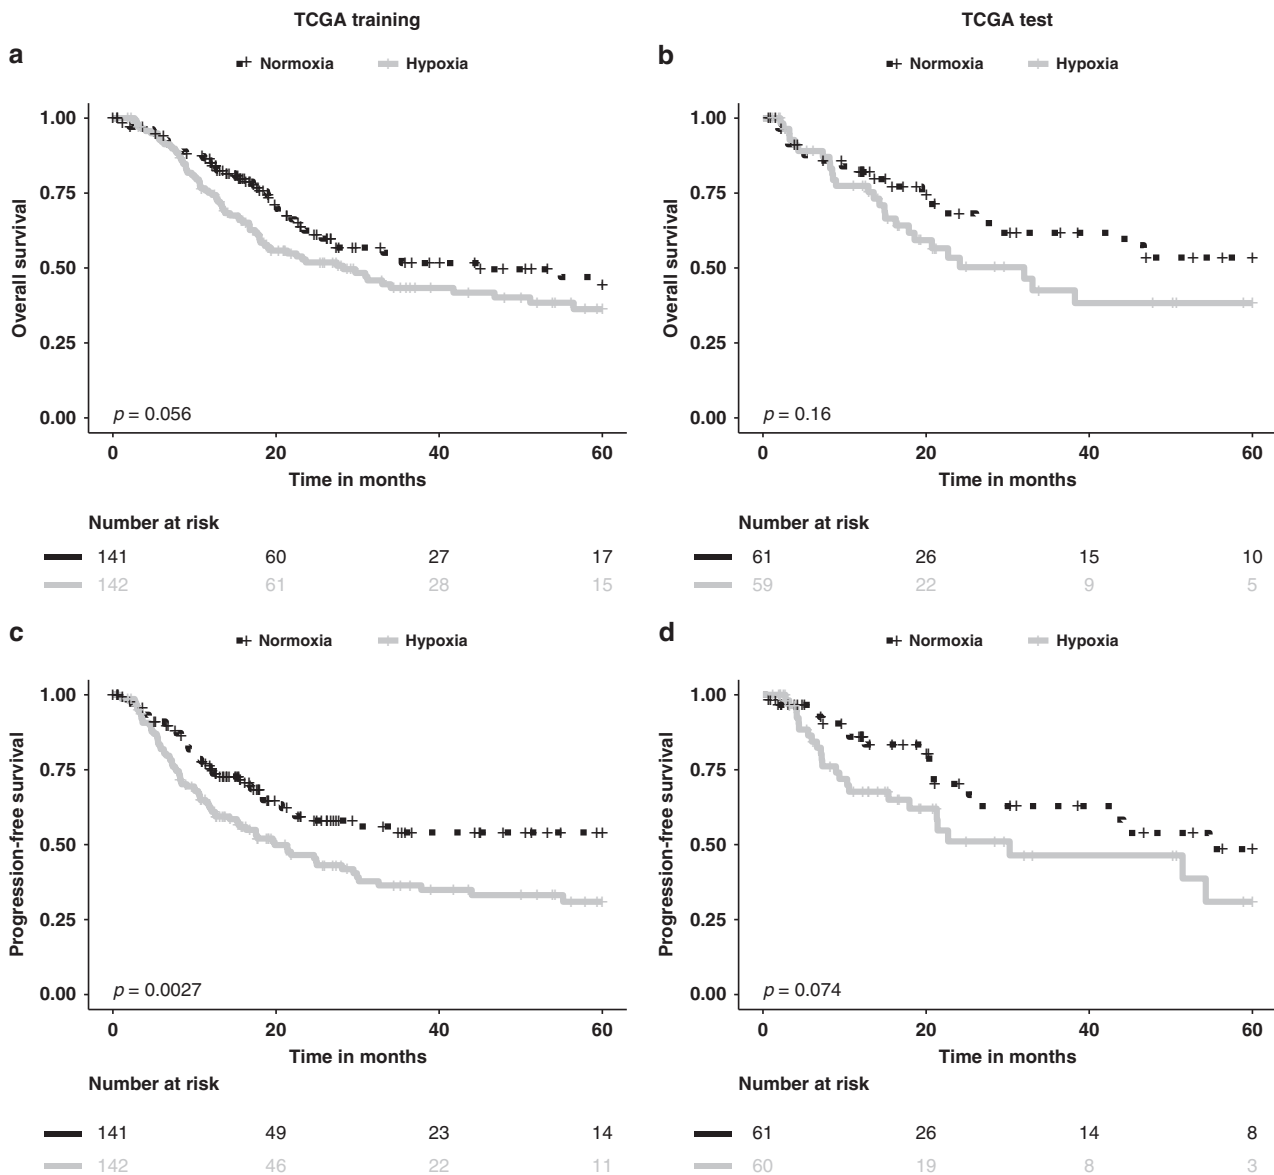 TCGA training
TCGA test
a
Normoxia Hypoxia
Overall survival
1.00
0.75
0.50
0.25
0.00
p = 0.056
0 20 40 60
Time in months
Number at risk
141 60 27 17
142 61 28 15
b
Normoxia Hypoxia
Overall survival
1.00
0.75
0.50
0.25
0.00
p = 0.16
0 20 40 60
Time in months
Number at risk
61 26 15 10
59 22 9 5
c
Normoxia Hypoxia
Progression-free survival
1.00
0.75
0.50
0.25
0.00
p = 0.0027
0 20 40 60
Time in months
Number at risk
141 49 23 14
142 46 22 11
d
Normoxia Hypoxia
Progression-free survival
1.00
0.75
0.50
0.25
0.00
p = 0.074
0 20 40 60
Time in months
Number at risk
61 26 14 8
60 19 8 3